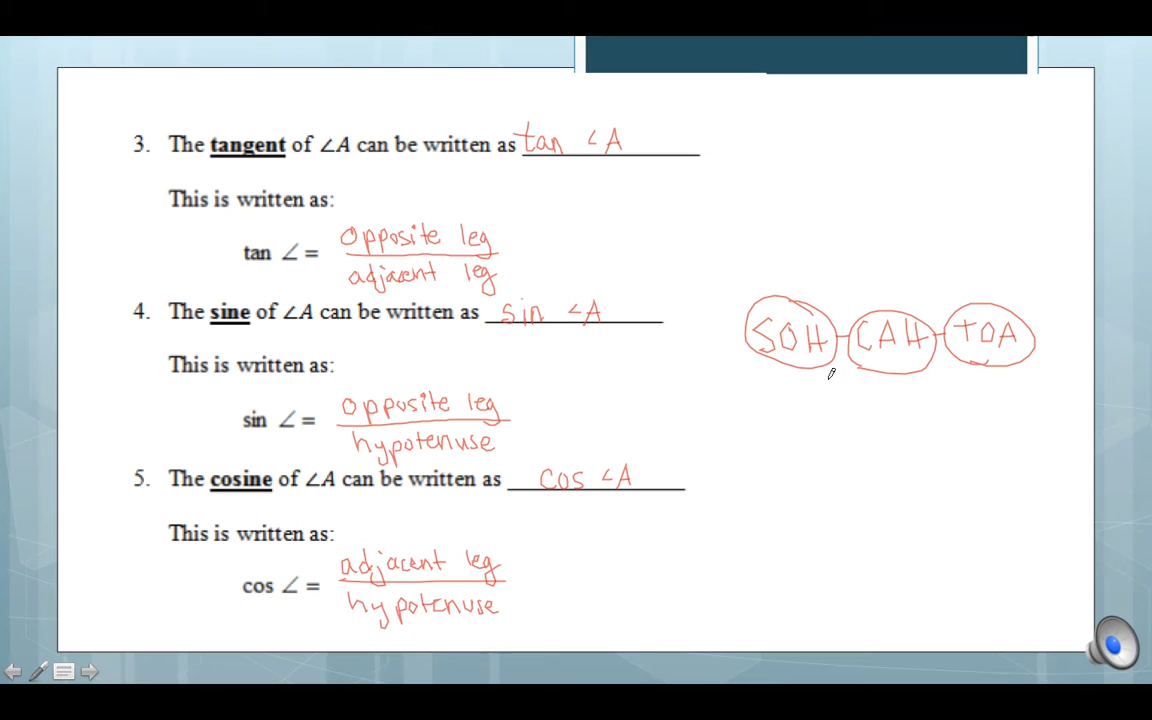 3. The tangent of ∠A can be written as tan ∠A
This is written as:
opposite leg
tan ∠ =
adjacent leg
4. The sine of ∠A can be written as sin ∠A
SOH-CAH-TOA
This is written as:
opposite leg
sin ∠ =
hypotenuse
5. The cosine of ∠A can be written as cos ∠A
This is written as:
adjacent leg
cos ∠ =
hypotenuse